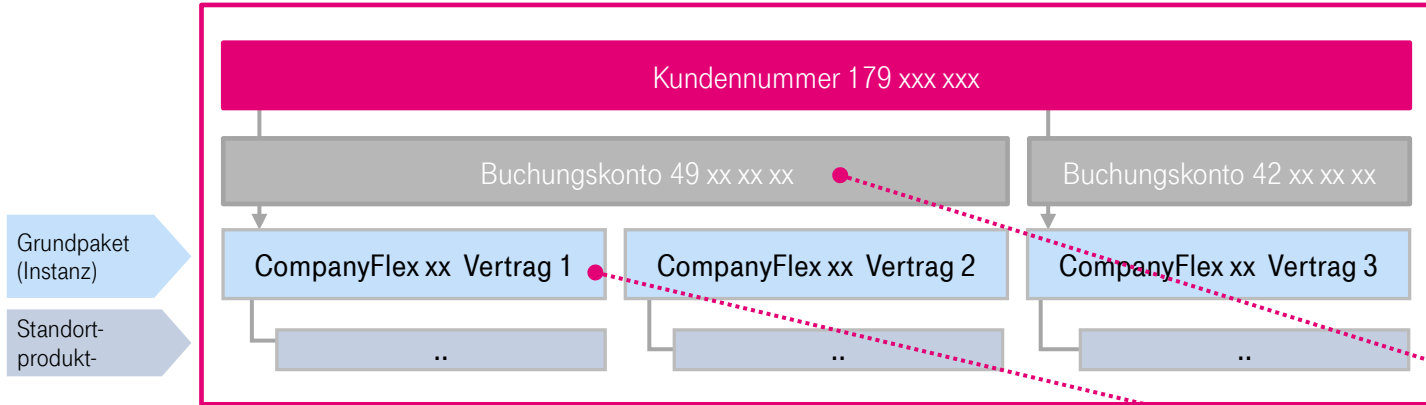 Kundennummer 179 xxx xxx
Buchungskonto 49 xx xx xx
Buchungskonto 42 xx xx xx
Grundpaket
(Instanz)
CompanyFlex xx Vertrag 1
CompanyFlex xx Vertrag 2
CompanyFlex xx Vertrag 3
Standort-
produkt-
..
..
..